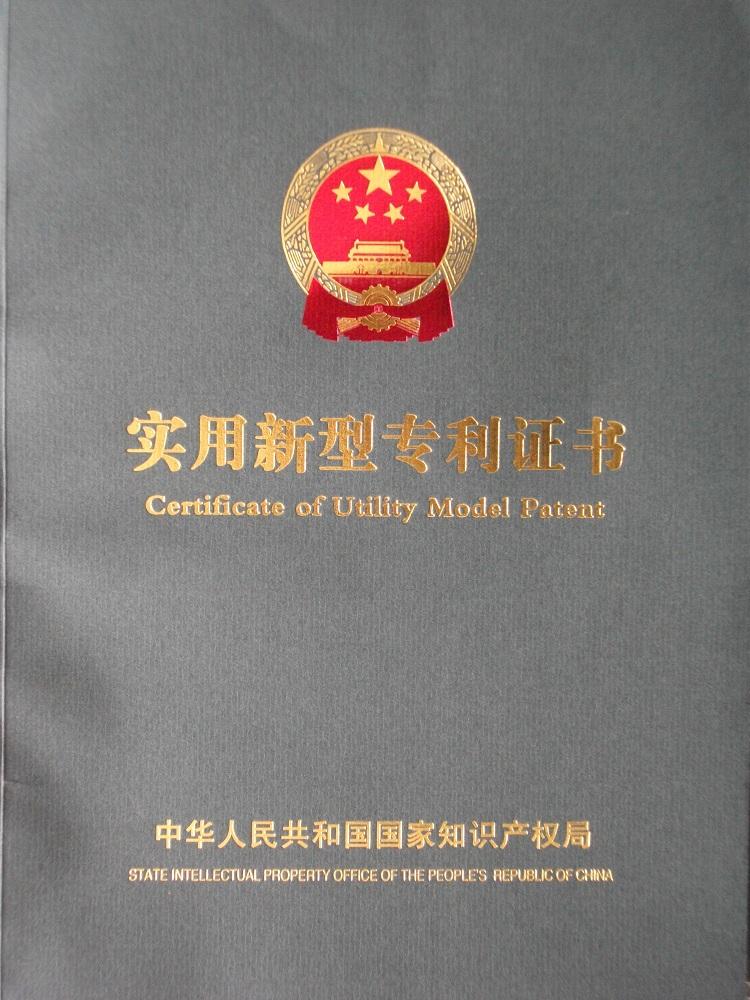 实用新型专利证书
Certificate of Utility Model Patent
中华人民共和国国家知识产权局
STATE INTELLECTUAL PROPERTY OFFICE OF THE PEOPLE'S REPUBLIC OF CHINA